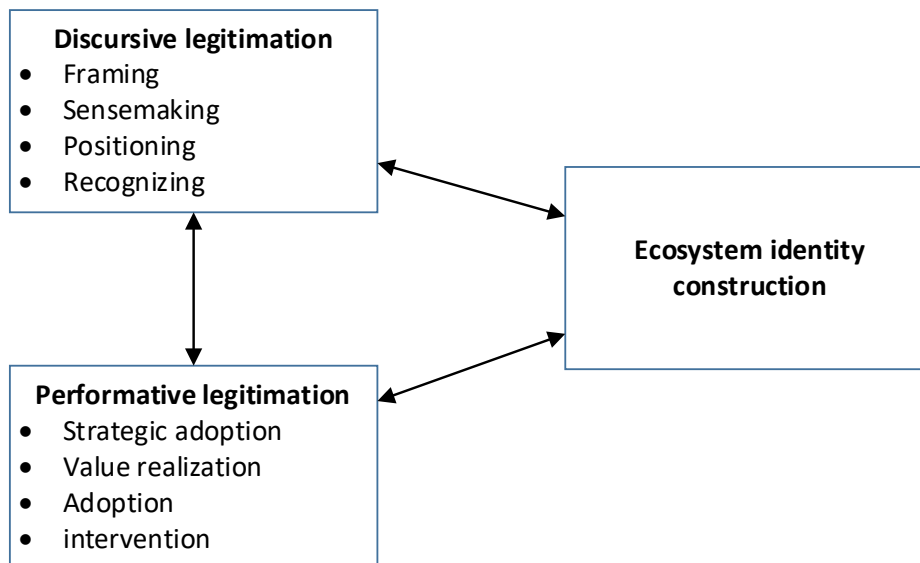 Discursive legitimation
• Framing
• Sensemaking
• Positioning
• Recognizing
Ecosystem identity
construction
Performative legitimation
• Strategic adoption
• Value realization
• Adoption
• intervention